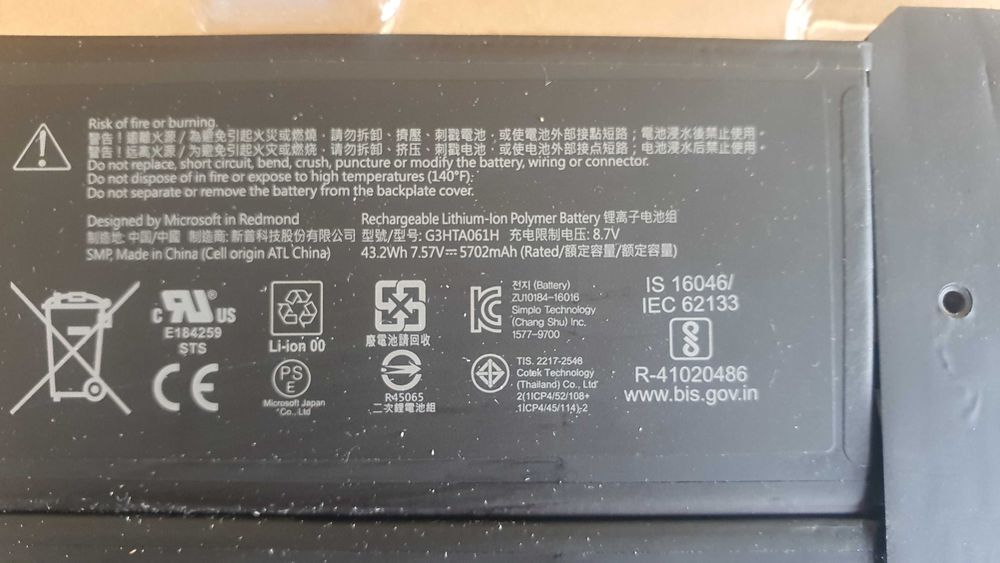 Risk of fire or burning.
警告！遠離火源／為避免引起火災或燃燒，請勿拆卸、擠壓、刺戳電池，或使電池外部接點短路；電池浸水後禁止使用。
警告！远离火源／为避免引起火灾或燃烧，请勿拆卸、挤压、刺戳电池，或使电池外部接点短路；电池浸水后禁止使用。
Do not replace, short circuit, bend, crush, puncture or modify the battery, wiring or connector.
Do not dispose of in fire or expose to high temperatures (140°F).
Do not separate or remove the battery from the backplate cover.
Designed by Microsoft in Redmond
制造地: 中国/中國 制造商: 新普科技股份有限公司
SMP, Made in China (Cell origin ATL China)
Rechargeable Lithium-Ion Polymer Battery 锂离子电池组
型號/型号: G3HTA061H 充电限制电压: 8.7V
43.2Wh 7.57V⎓ 5702mAh (Rated/額定容量/额定容量)
c RU® US
E184259
STS
CE
Li-ion 00
PS
E
Microsoft Japan
Co., Ltd
廢電池請回收
R45065
二次鋰電池組
전지 (Battery)
ZU10184-16016
Simplo Technology
(Chang Shu) Inc.
1577-9700
TIS. 2217-2548
Cotek Technology
(Thailand) Co., Ltd
2(1ICP4/52/108+
1ICP4/45/114)-2
IS 16046/
IEC 62133
R-41020486
www.bis.gov.in